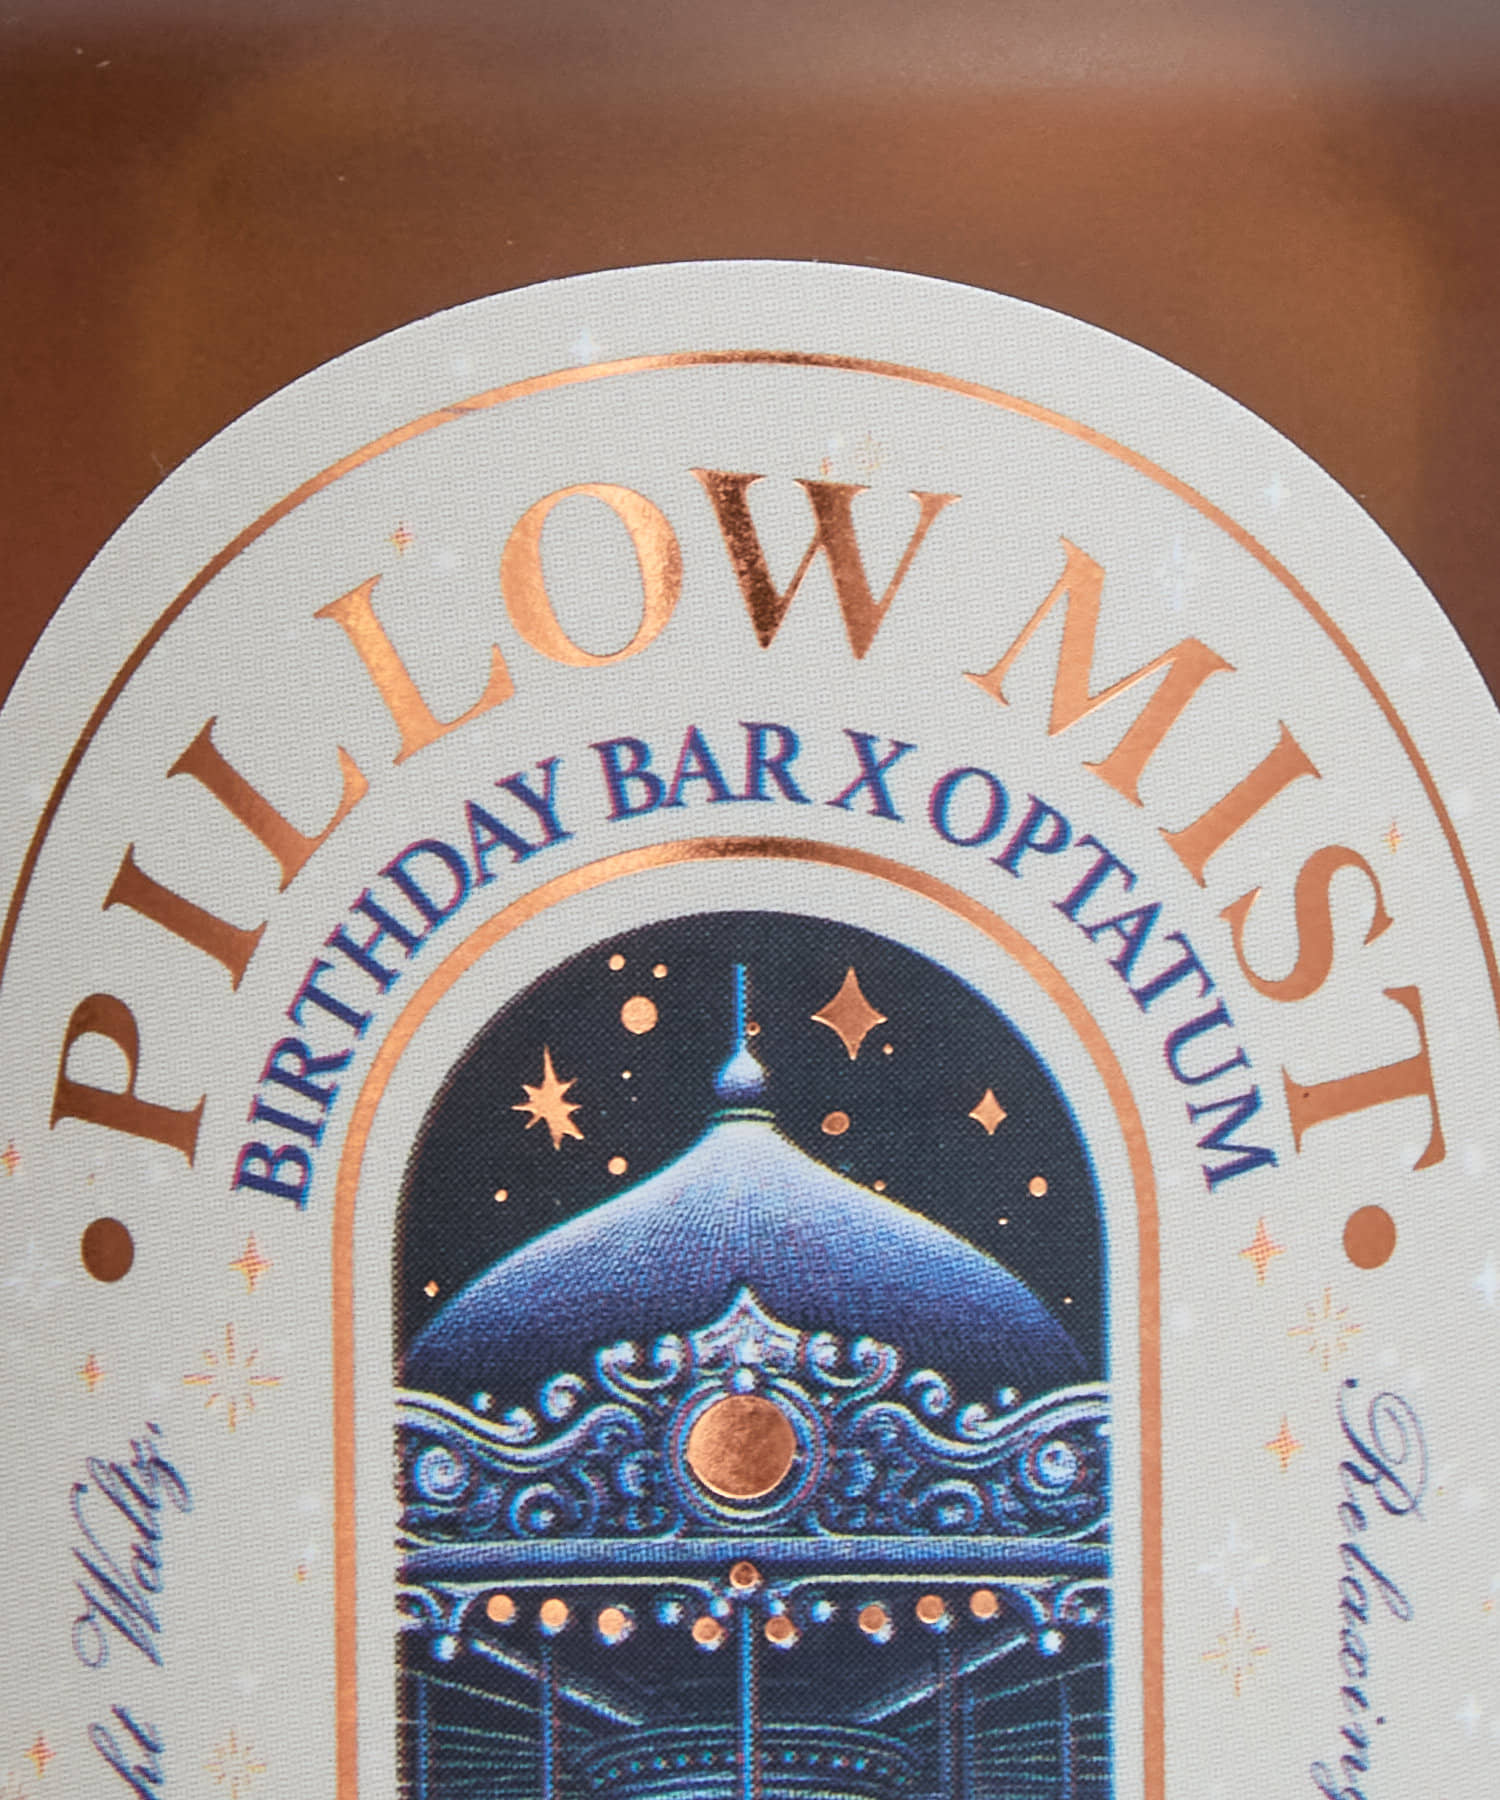 • PILLOW MIST •
BIRTHDAY BAR X OPTATUM
Waltz,
Relaxing